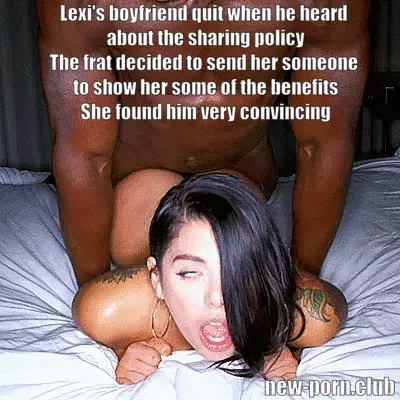 Lexi's boyfriend quit when he heard
about the sharing policy
The frat decided to send her someone
to show her some of the benefits
She found him very convincing
new-porn.club